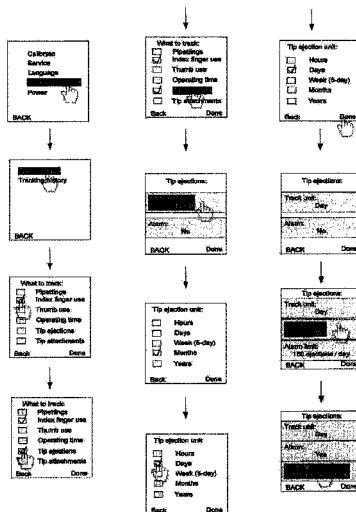 Calibration
Service
Language
Power
BACK
Tracking history
BACK
What to track:
Pipettings
Index finger use
Thumb use
Operating time
Tip ejections
Tip attachments
Back Done
What to track:
Pipettings
Index finger use
Thumb use
Operating time
Tip ejections
Tip attachments
Back Done
What to track:
Pipettings
Index finger use
Thumb use
Operating time
Tip attachments
Back Done
Tip ejections:
Alarm:
No
BACK Done
Tip ejection unit:
Hours
Days
Week (5-day)
Months
Years
Back Done
Tip ejection unit:
Hours
Days
Week (5-day)
Months
Years
BACK Done
Tip ejection unit:
Hours
Days
Week (5-day)
Months
Years
Back Done
Tip ejections:
Track unit:
Day
Alarm:
No
BACK Done
Tip ejections:
Track unit:
Day
Alarm limit:
ejections / day
BACK Done
Tip ejections:
Track unit:
Day
Alarm:
Yes
BACK Done